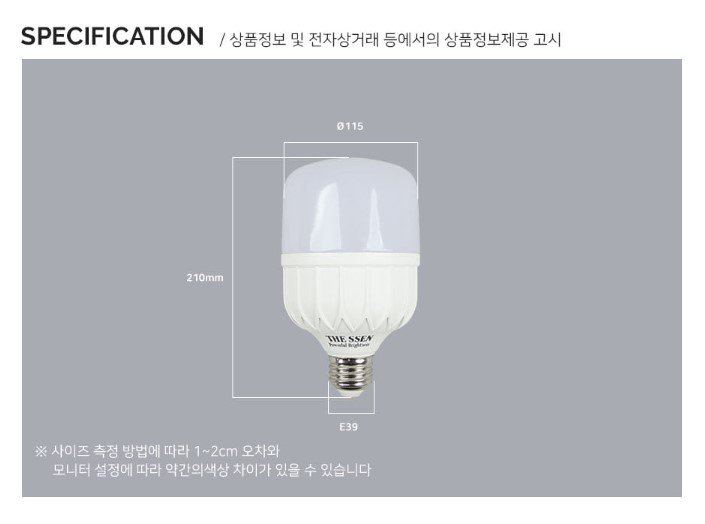 SPECIFICATION / 상품정보 및 전자상거래 등에서의 상품정보제공 고시
Ø115
210mm
THE SSEN
Powerful Brightness
E39
※ 사이즈 측정 방법에 따라 1~2cm 오차와
모니터 설정에 따라 약간의색상 차이가 있을 수 있습니다